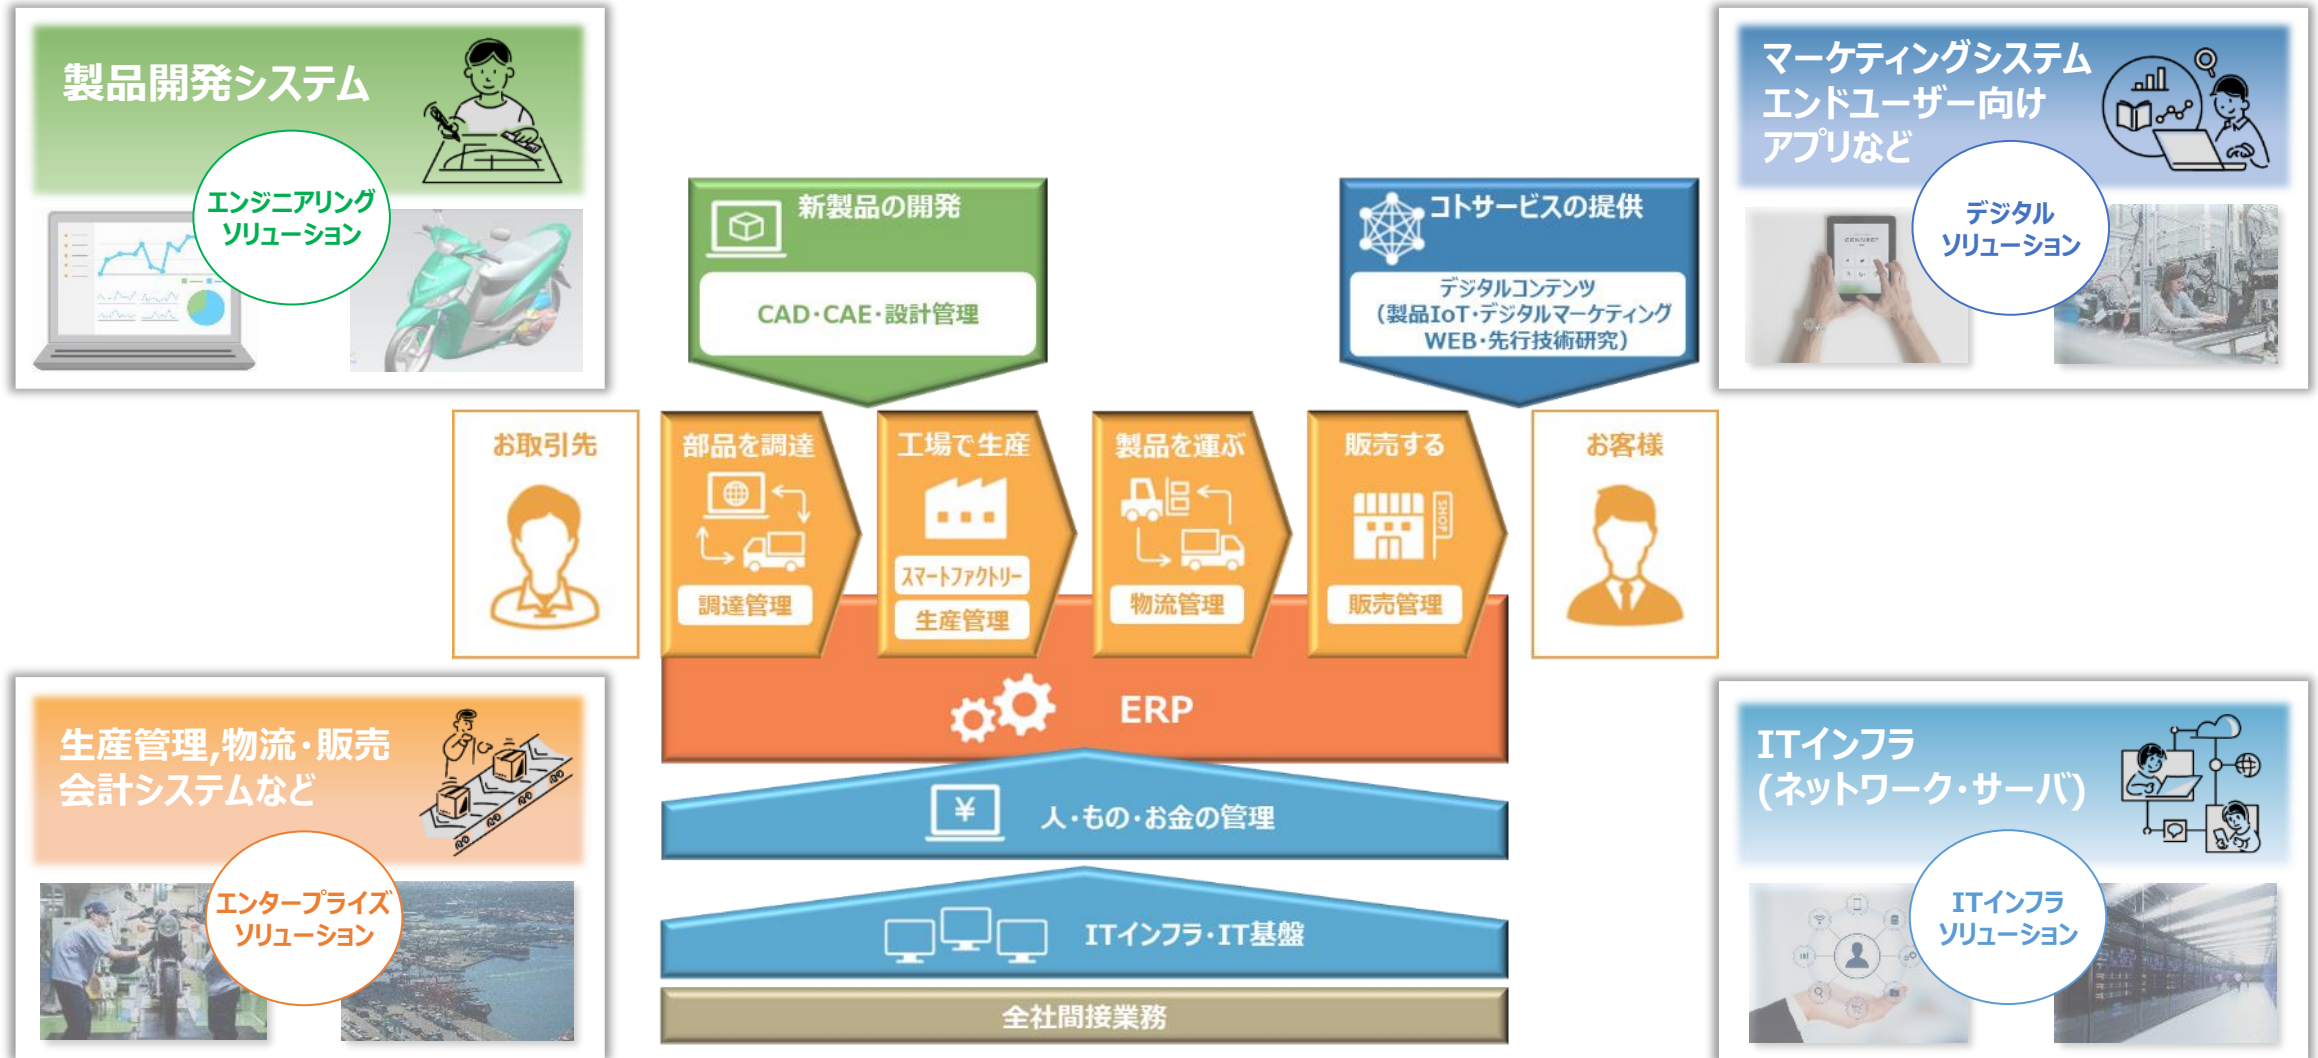 製品開発システム
エンジニアリング
ソリューション
マーケティングシステム
エンドユーザー向け
アプリなど
デジタル
ソリューション
CONNECT
新製品の開発
CAD・CAE・設計管理
コトサービスの提供
デジタルコンテンツ
(製品IoT・デジタルマーケティング
WEB・先行技術研究)
お取引先
部品を調達
調達管理
工場で生産
スマートファクトリー
生産管理
製品を運ぶ
物流管理
販売する
SHOP
販売管理
お客様
ERP
¥
人・もの・お金の管理
ITインフラ・IT基盤
全社間接業務
生産管理,物流・販売
会計システムなど
エンタープライズ
ソリューション
ITインフラ
(ネットワーク・サーバ)
ITインフラ
ソリューション